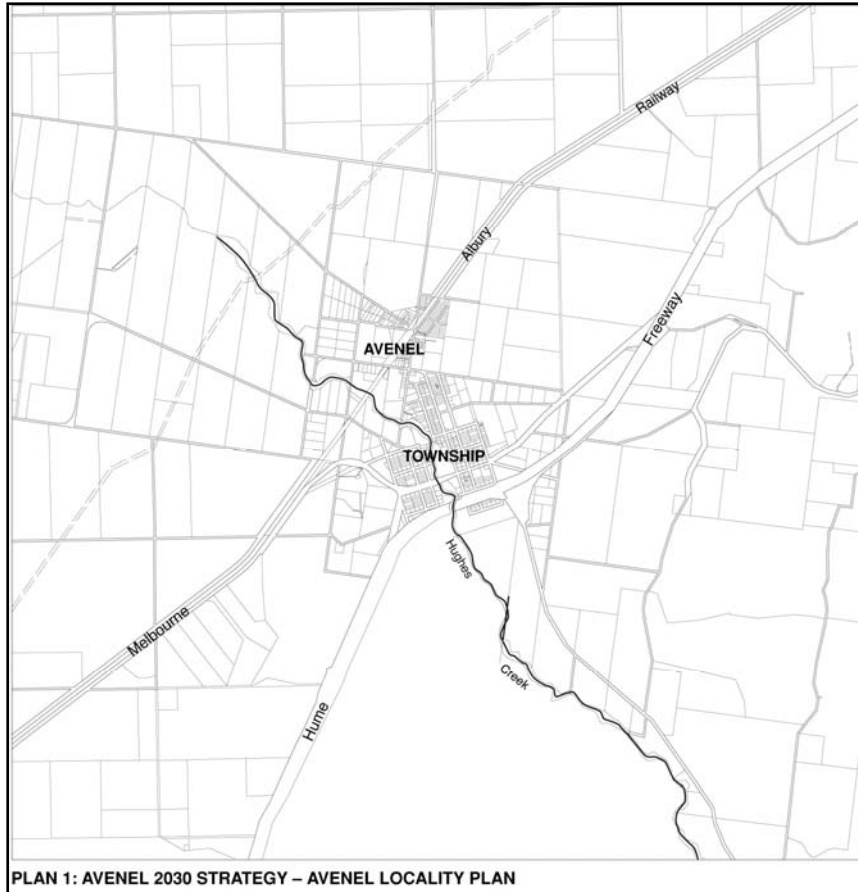 Railway
Albury
Freeway
AVENEL
TOWNSHIP
Hughes
Melbourne
Creek
Hume
PLAN 1: AVENEL 2030 STRATEGY – AVENEL LOCALITY PLAN